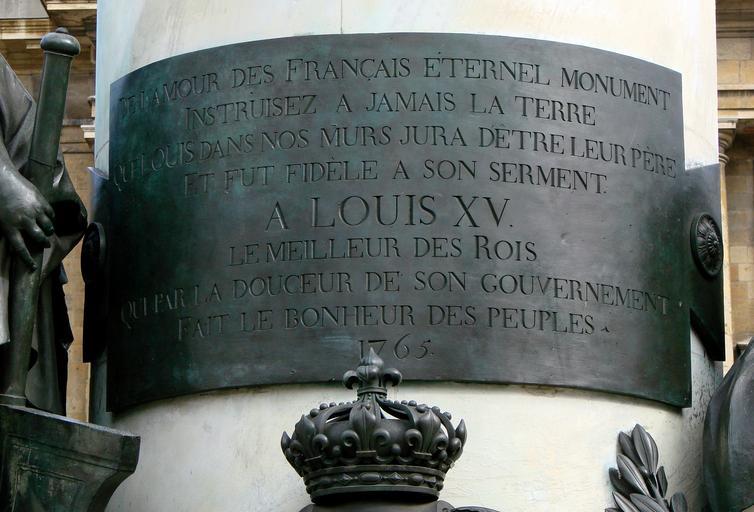 DE L'AMOUR DES FRANÇAIS ETERNEL MONUMENT
INSTRUISEZ A JAMAIS LA TERRE
QUE LOUIS DANS NOS MURS JURA D'ÊTRE LEUR PÈRE
ET FUT FIDÈLE A SON SERMENT.
A LOUIS XV.
LE MEILLEUR DES ROIS
QUI PAR LA DOUCEUR DE SON GOUVERNEMENT
FAIT LE BONHEUR DES PEUPLES
1765.